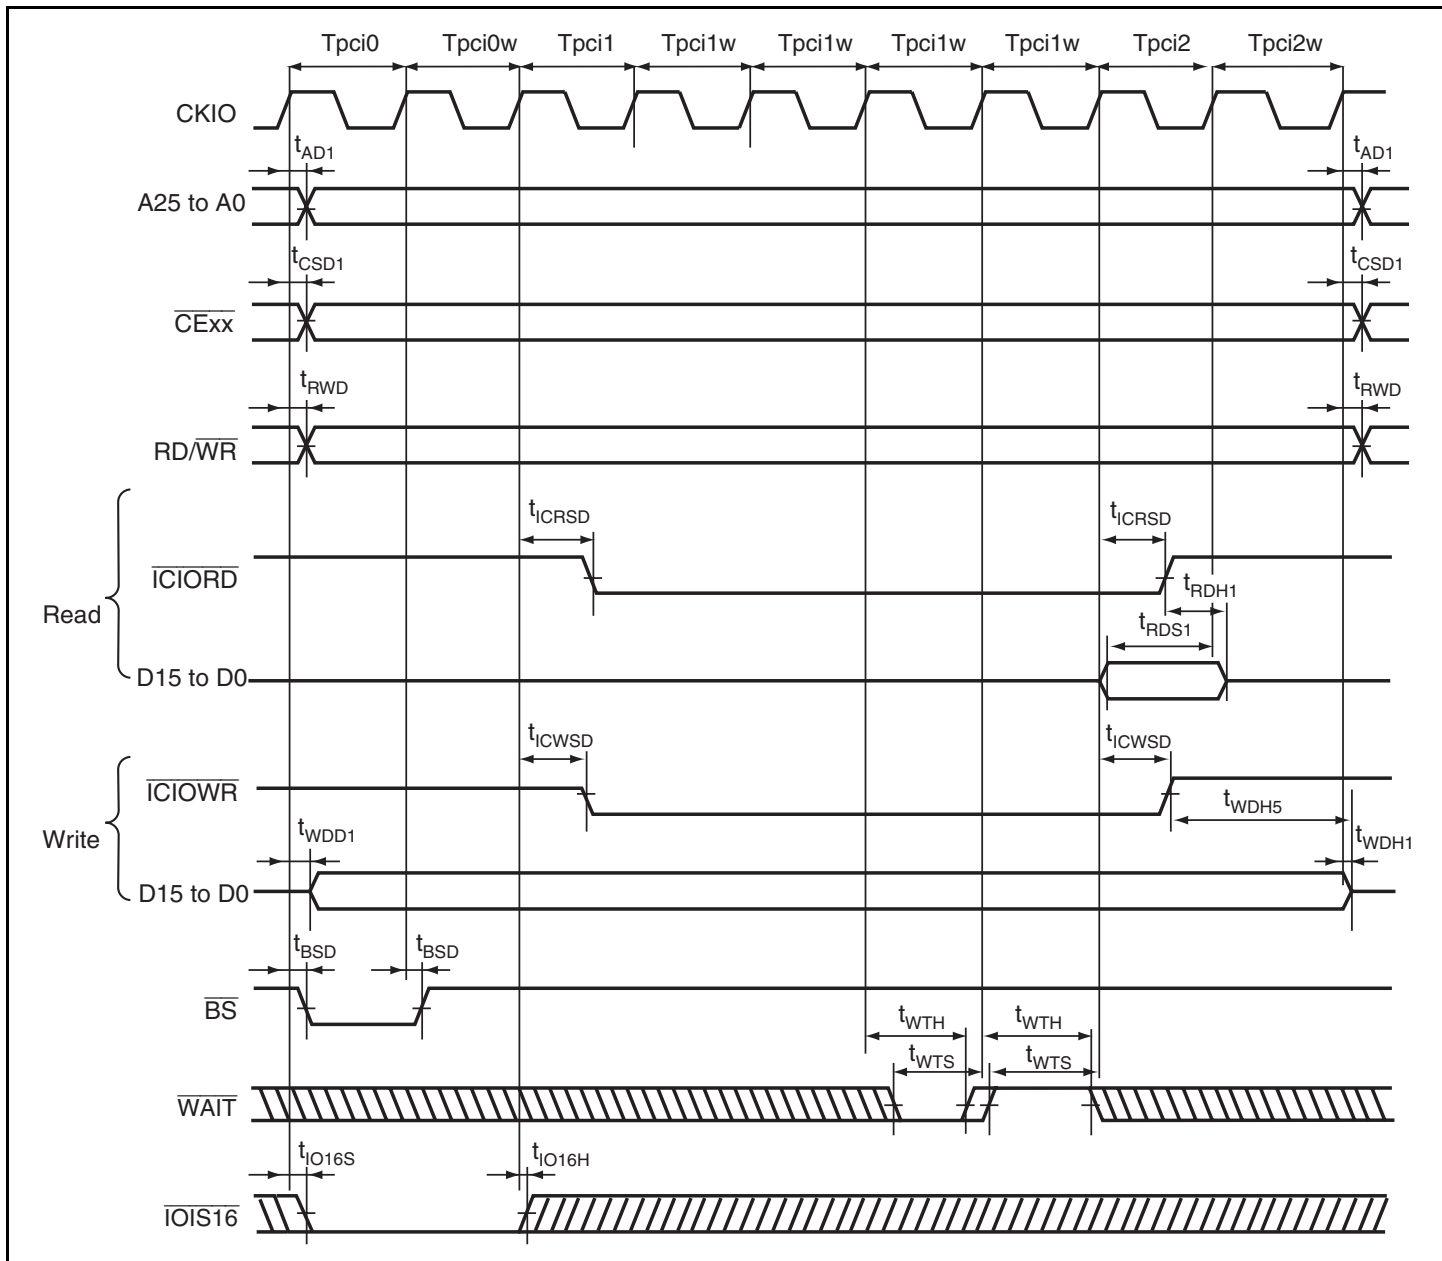 Tpci0 Tpci0w Tpci1 Tpci1w Tpci1w Tpci1w Tpci1w Tpci2 Tpci2w
CKIO
tAD1 tAD1
A25 to A0
tCSD1 tCSD1
CExx
tRWD tRWD
RD/WR
tICRSD tICRSD
ICIORD
tRDH1
Read
tRDS1
D15 to D0
tICWSD tICWSD
ICIOWR
tWDH5
Write
tWDD1 tWDH1
D15 to D0
tBSD tBSD
BS
tWTH tWTH
tWTS tWTS
WAIT
tIO16S tIO16H
IOIS16